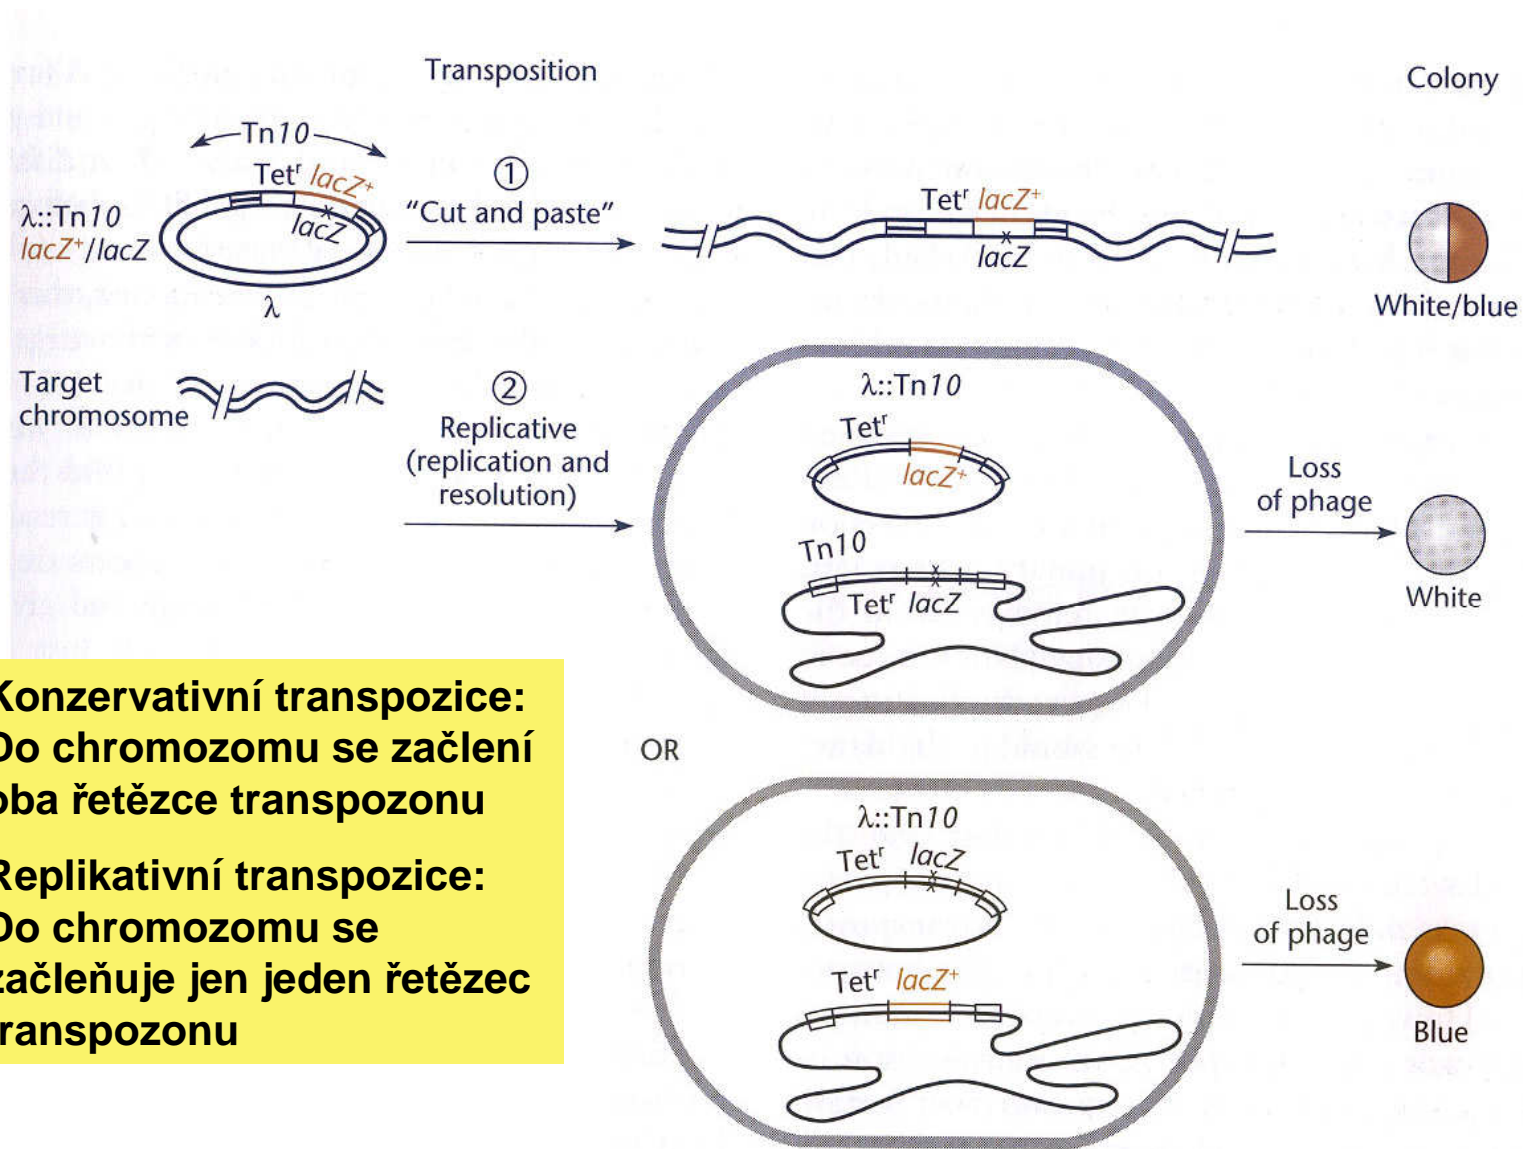 Transposition
Colony
Tn10
Tetʳ lacZ⁺
lacZ
λ::Tn10
lacZ⁺/lacZ
λ
①
“Cut and paste”
Tetʳ lacZ⁺
lacZ
White/blue
Target
chromosome
②
Replicative
(replication and
resolution)
λ::Tn10
Tetʳ
lacZ⁺
Tn10
Tetʳ lacZ
Loss
of phage
White
OR
λ::Tn10
Tetʳ lacZ
Tetʳ lacZ⁺
Loss
of phage
Blue
Konzervativní transpozice:
Do chromozomu se začlení
oba řetězce transpozonu
Replikativní transpozice:
Do chromozomu se
začleňuje jen jeden řetězec
transpozonu